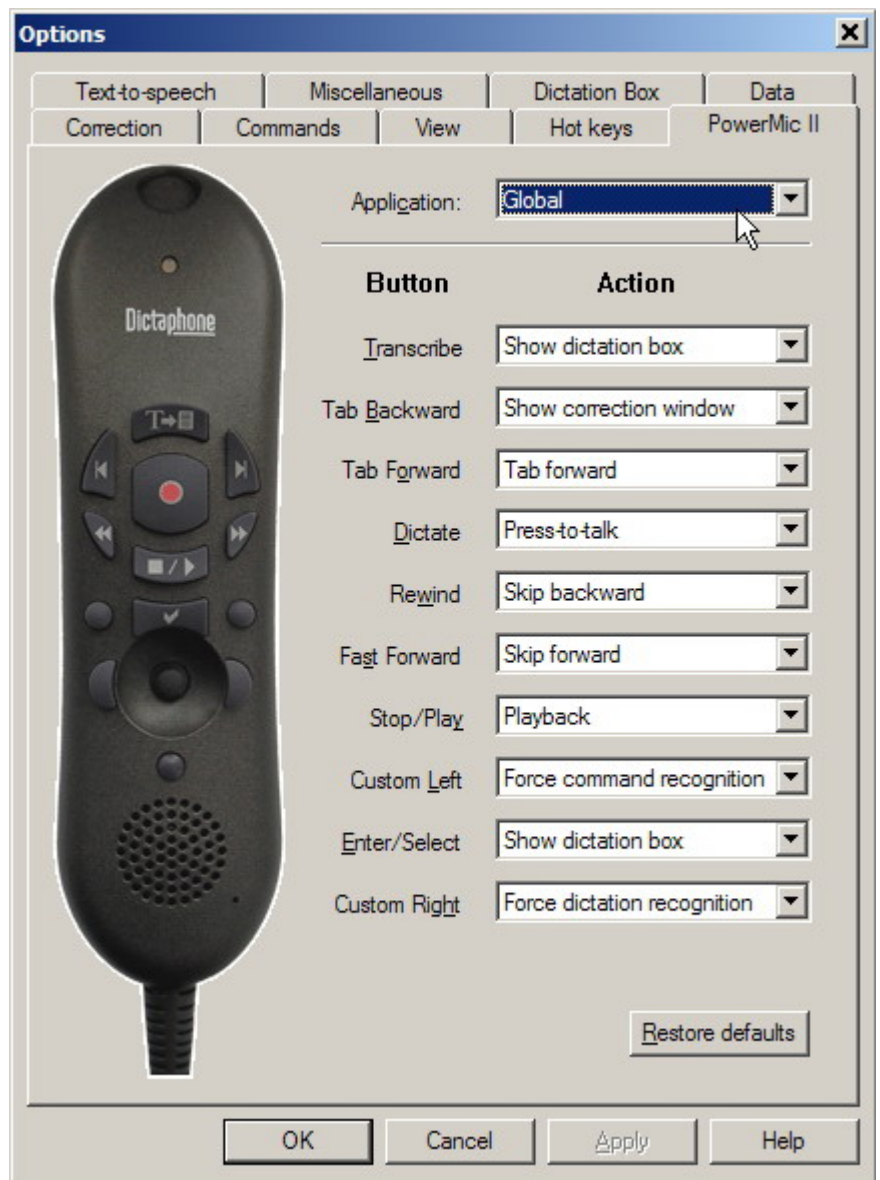 Options
Text-to-speech Miscellaneous Dictation Box Data
Correction Commands View Hot keys PowerMic II
Application: Global
Button Action
Dictaphone
Transcribe Show dictation box
T
Tab Backward Show correction window
Tab Forward Tab forward
Dictate Press-to-talk
Rewind Skip backward
Fast Forward Skip forward
Stop/Play Playback
Custom Left Force command recognition
Enter/Select Show dictation box
Custom Right Force dictation recognition
Restore defaults
OK Cancel Apply Help